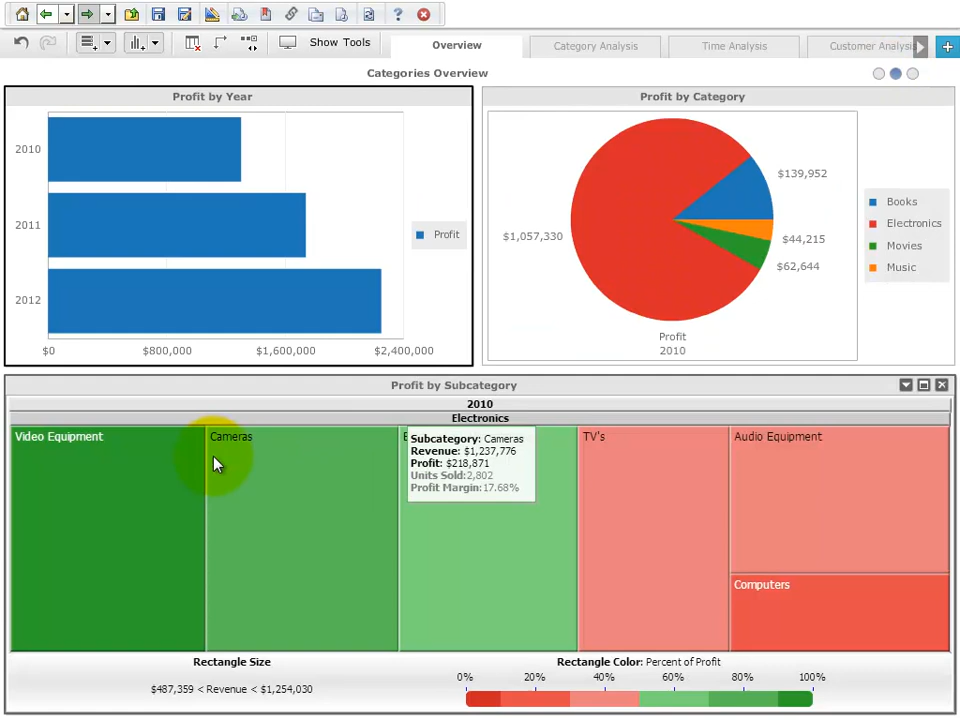 Show Tools
Overview
Category Analysis
Time Analysis
Customer Analysis
Categories Overview
Profit by Year
2010
2011
2012
Profit
$0
$800,000
$1,600,000
$2,400,000
Profit by Category
$139,952
$1,057,330
$44,215
$62,644
Profit
2010
Books
Electronics
Movies
Music
Profit by Subcategory
2010
Electronics
Video Equipment
Cameras
Subcategory: Cameras
Revenue: $1,237,776
Profit: $218,871
Units Sold:2,802
Profit Margin:17.68%
TV's
Audio Equipment
Computers
Rectangle Size
$487,359 < Revenue < $1,254,030
Rectangle Color: Percent of Profit
0%
20%
40%
60%
80%
100%